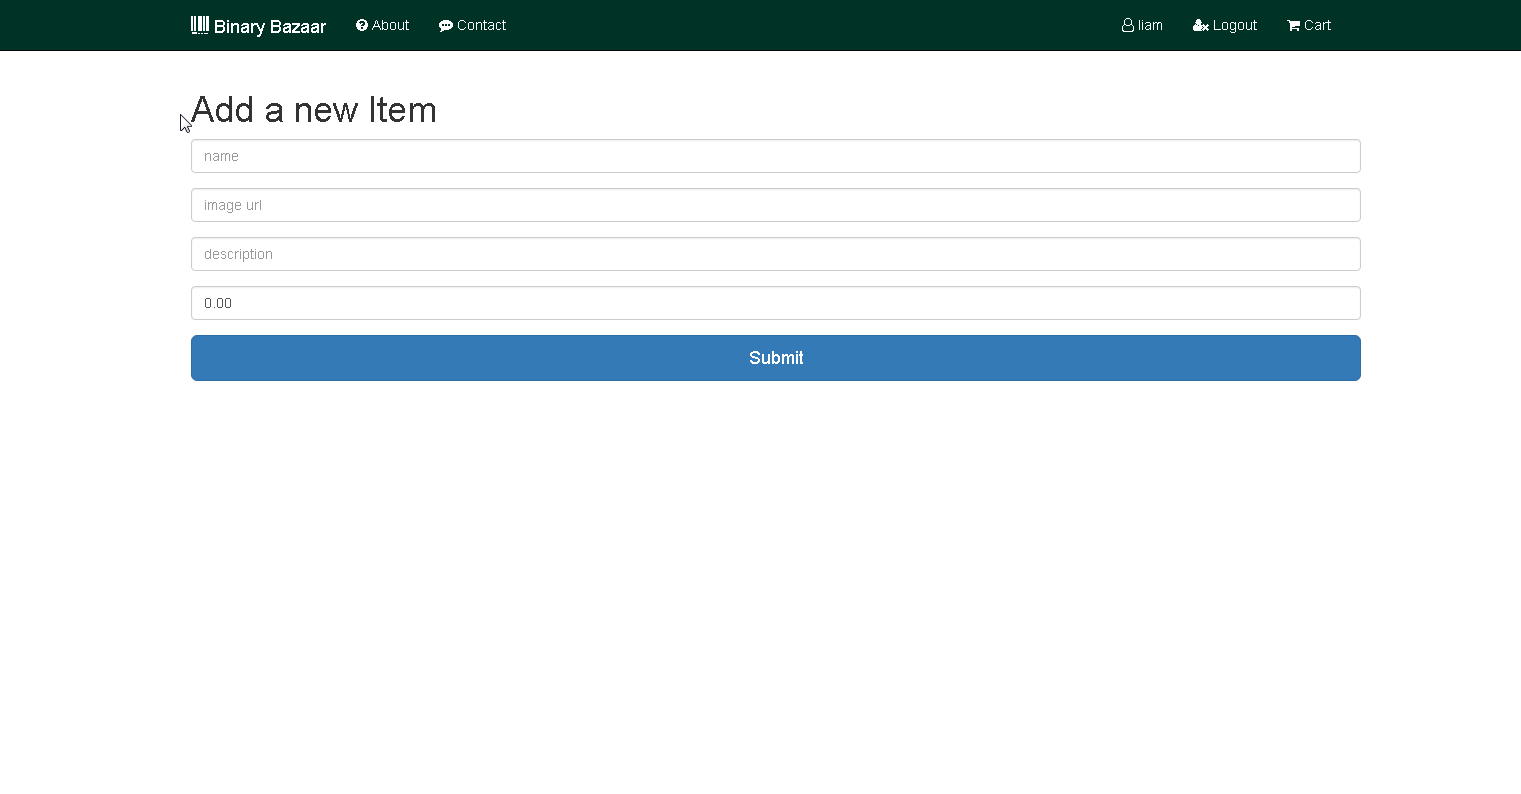 Binary Bazaar About Contact liam Logout Cart
Add a new Item
name
image url
description
0.00
Submit